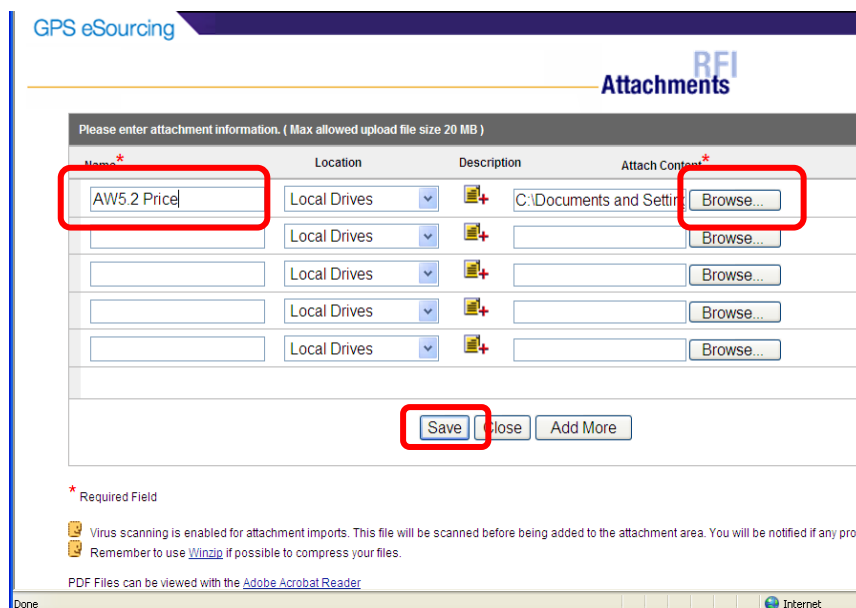 GPS eSourcing
RFI
Attachments
Please enter attachment information. ( Max allowed upload file size 20 MB )
Name* Location Description Attach Content*
AW5.2 Price Local Drives C:\Documents and Setting Browse...
Local Drives Browse...
Local Drives Browse...
Local Drives Browse...
Local Drives Browse...
Save Close Add More
* Required Field
Virus scanning is enabled for attachment imports. This file will be scanned before being added to the attachment area. You will be notified if any pro
Remember to use Winzip if possible to compress your files.
PDF Files can be viewed with the Adobe Acrobat Reader
Done Internet